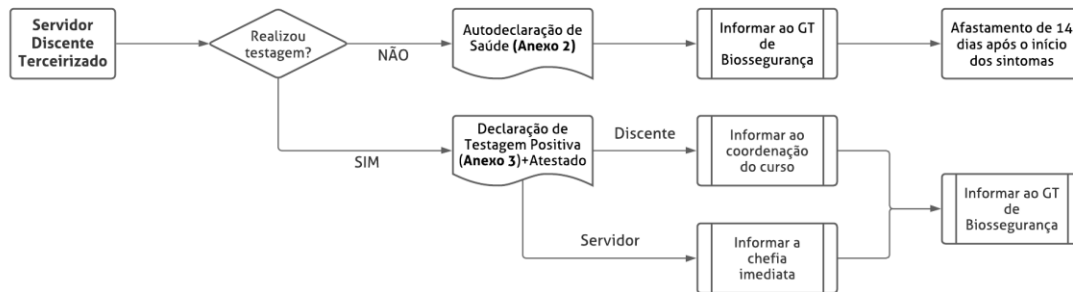 Servidor
Discente
Terceirizado
Realizou
testagem?
NÃO
Autodeclaração de
Saúde (Anexo 2)
Informar ao GT
de
Biossegurança
Afastamento de 14
dias após o início
dos sintomas
SIM
Declaração de
Testagem Positiva
(Anexo 3)+Atestado
Discente
Informar ao
coordenação
do curso
Servidor
Informar a
chefia
imediata
Informar ao GT
de
Biossegurança